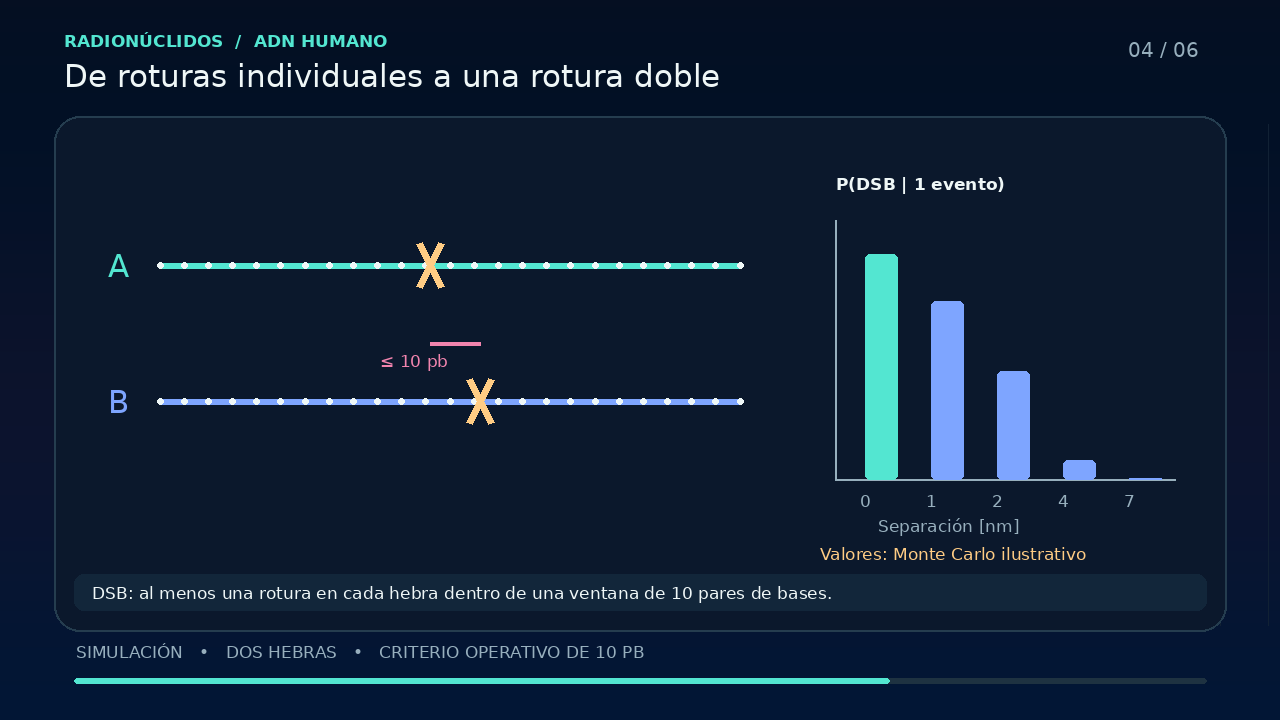 RADIONÚCLIDOS / ADN HUMANO
04 / 06
De roturas individuales a una rotura doble
P(DSB | 1 evento)
A
≤ 10 pb
B
0 1 2 4 7
Separación [nm]
Valores: Monte Carlo ilustrativo
DSB: al menos una rotura en cada hebra dentro de una ventana de 10 pares de bases.
SIMULACIÓN • DOS HEBRAS • CRITERIO OPERATIVO DE 10 PB